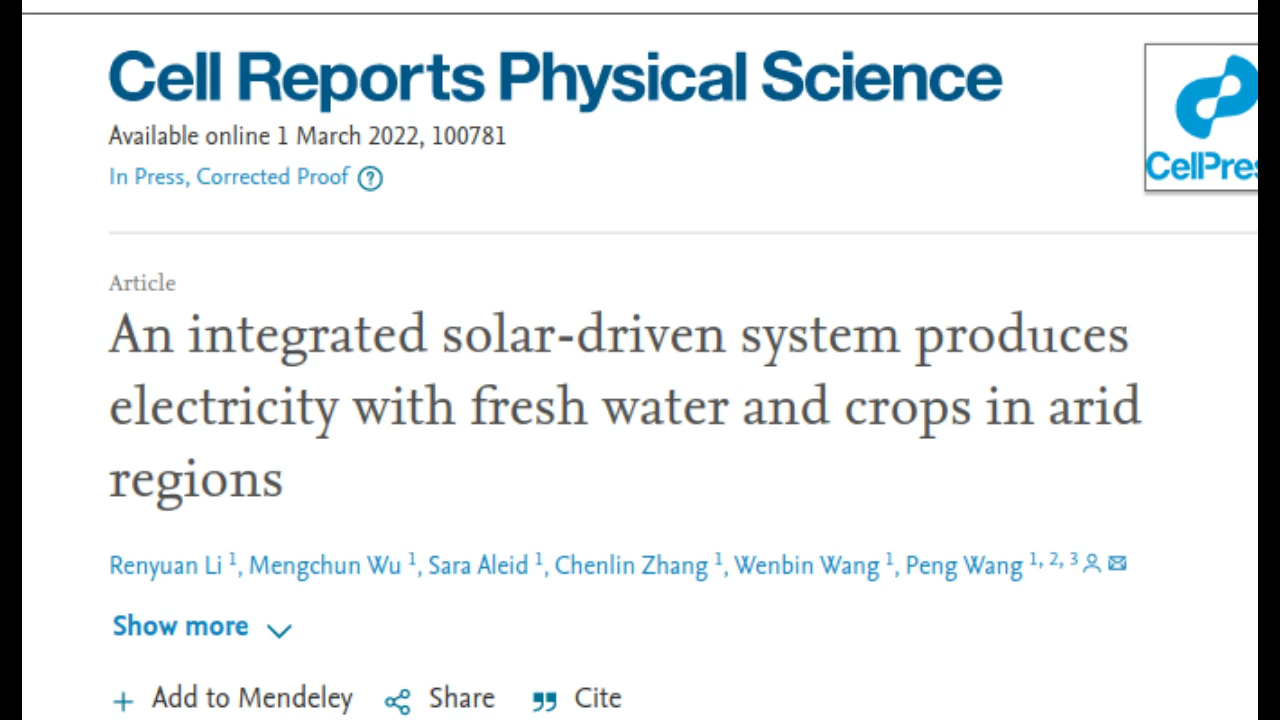 Cell Reports Physical Science
Available online 1 March 2022, 100781
In Press, Corrected Proof ?
CellPres
Article
An integrated solar-driven system produces
electricity with fresh water and crops in arid
regions
Renyuan Li 1, Mengchun Wu 1, Sara Aleid 1, Chenlin Zhang 1, Wenbin Wang 1, Peng Wang 1, 2, 3
Show more
+ Add to Mendeley Share Cite